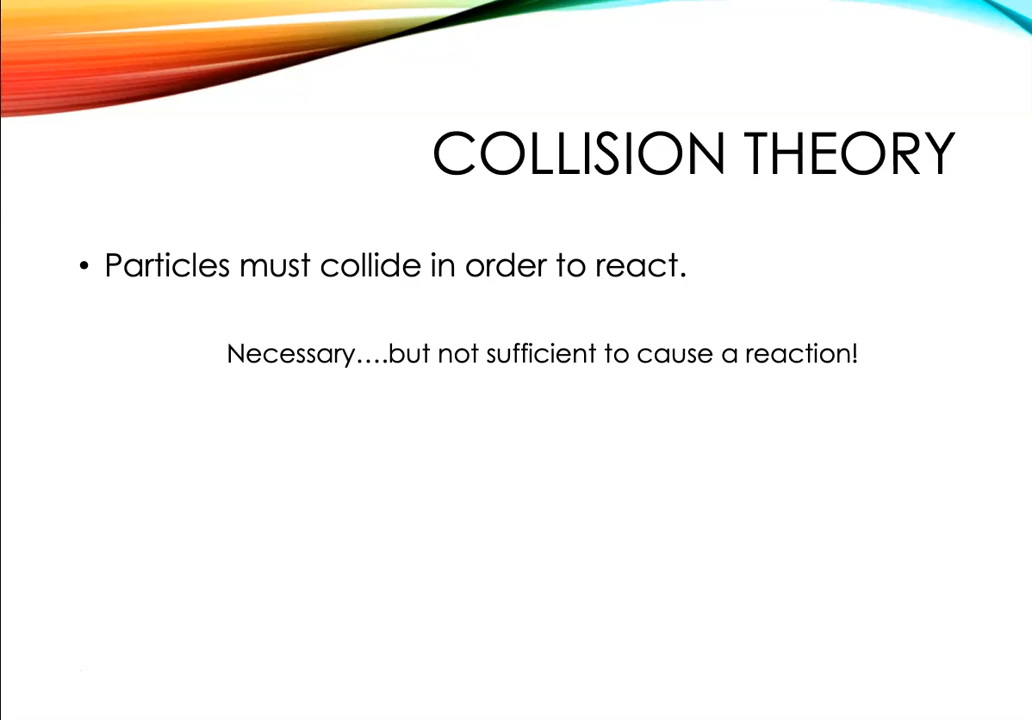 COLLISION THEORY
• Particles must collide in order to react.
Necessary….but not sufficient to cause a reaction!